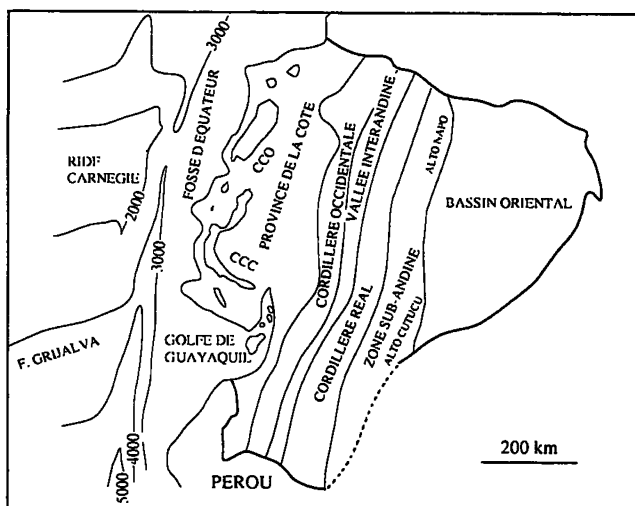 3000
FOSSE D'EQUATEUR
RIDE
CARNEGIE
2000
3000
CCO
CCC
PROVINCE DE LA COTE
CORDILLERE OCCIDENTALE
VALLEE INTERANDINE
CORDILLERE REAL
ZONE SUB-ANDINE
ALTO NAPO
ALTO CUTUCU
BASSIN ORIENTAL
F. GRIJALVA
GOLFE DE
GUAYAQUIL
4000
5000
PEROU
200 km